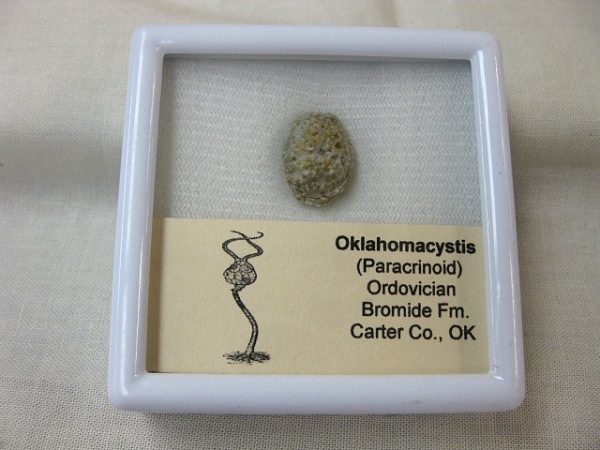 Oklahomacystis
(Paracrinoid)
Ordovician
Bromide Fm.
Carter Co., OK